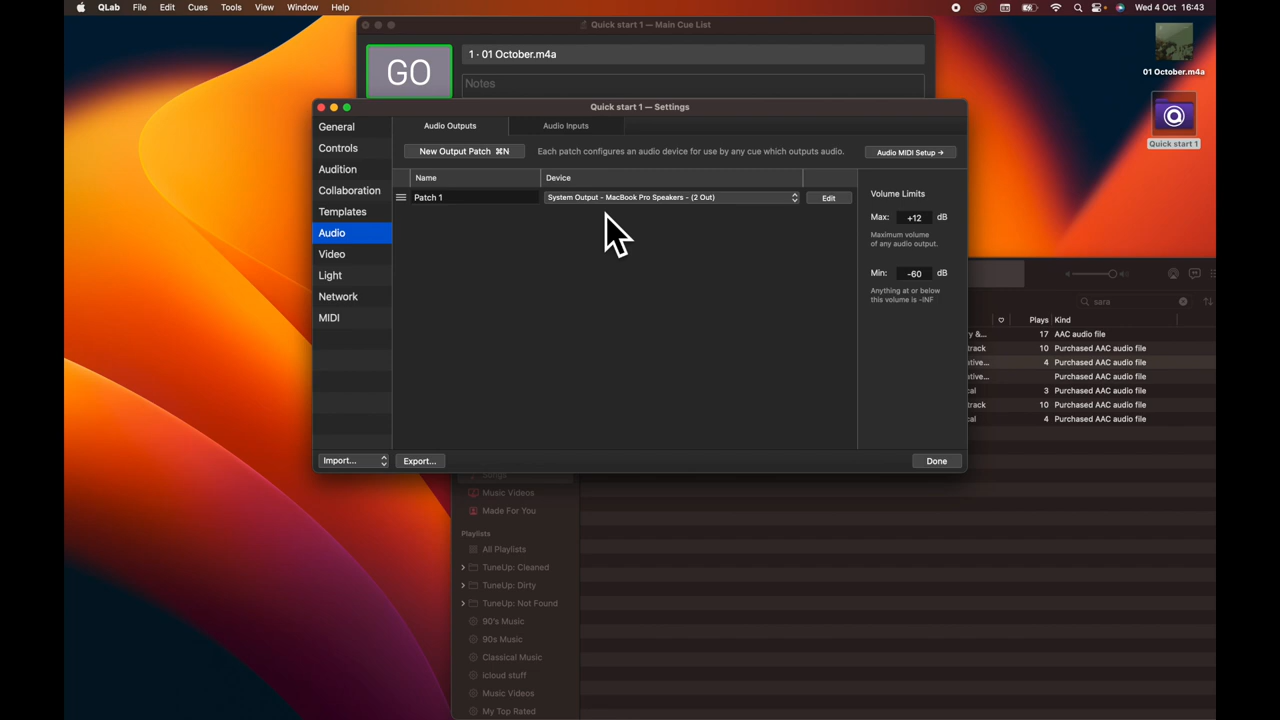 QLab File Edit Cues Tools View Window Help
Wed 4 Oct 16:43
Quick start 1 — Main Cue List
GO
1 · 01 October.m4a
Notes
01 October.m4a
Quick start 1
Quick start 1 — Settings
General
Controls
Audition
Collaboration
Templates
Audio
Video
Light
Network
MIDI
Audio Outputs
Audio Inputs
New Output Patch ⌘N
Each patch configures an audio device for use by any cue which outputs audio.
Audio MIDI Setup →
Name
Device
Patch 1
System Output - MacBook Pro Speakers - (2 Out)
Edit
Volume Limits
Max: +12 dB
Maximum volume
of any audio output.
Min: -60 dB
Anything at or below
this volume is -INF
Import...
Export...
Done
sara
Plays Kind
y &... 17 AAC audio file
track 10 Purchased AAC audio file
ative... 4 Purchased AAC audio file
ative... Purchased AAC audio file
cal 3 Purchased AAC audio file
track 10 Purchased AAC audio file
cal 4 Purchased AAC audio file
Songs
Music Videos
Made For You
Playlists
All Playlists
TuneUp: Cleaned
TuneUp: Dirty
TuneUp: Not Found
90's Music
90s Music
Classical Music
icloud stuff
Music Videos
My Top Rated